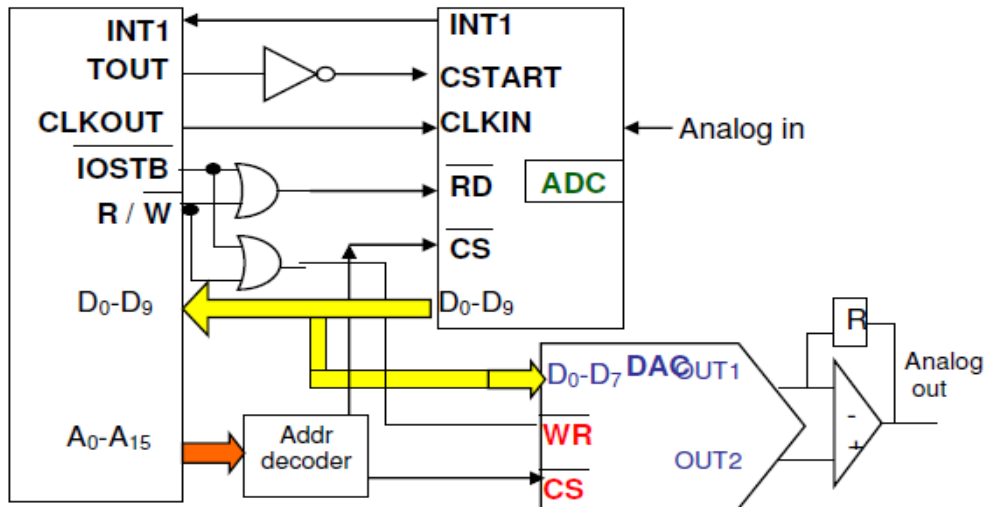 INT1
TOUT
CLKOUT
IOSTB
R / W
D0-D9
A0-A15
INT1
CSTART
CLKIN
RD
CS
D0-D9
ADC
Analog in
Addr
decoder
D0-D7
DAC
OUT1
WR
CS
OUT2
R
-
+
Analog
out